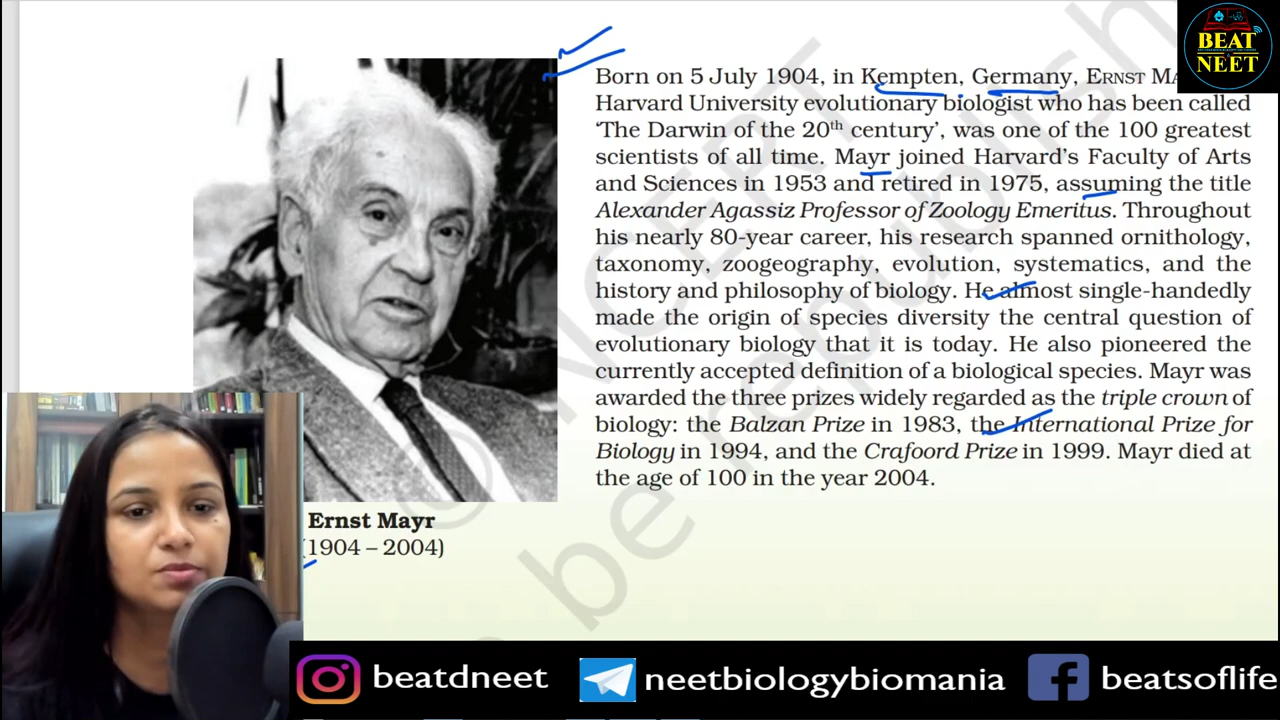 BEAT
NEET
Born on 5 July 1904, in Kempten, Germany, ERNST
Harvard University evolutionary biologist who has been called
‘The Darwin of the 20th century’, was one of the 100 greatest
scientists of all time. Mayr joined Harvard’s Faculty of Arts
and Sciences in 1953 and retired in 1975, assuming the title
Alexander Agassiz Professor of Zoology Emeritus. Throughout
his nearly 80-year career, his research spanned ornithology,
taxonomy, zoogeography, evolution, systematics, and the
history and philosophy of biology. He almost single-handedly
made the origin of species diversity the central question of
evolutionary biology that it is today. He also pioneered the
currently accepted definition of a biological species. Mayr was
awarded the three prizes widely regarded as the triple crown of
biology: the Balzan Prize in 1983, the International Prize for
Biology in 1994, and the Crafoord Prize in 1999. Mayr died at
the age of 100 in the year 2004.
Ernst Mayr
(1904 – 2004)
© NCERT
be republish
beatdneet
neetbiologybiomania
beatsoflife